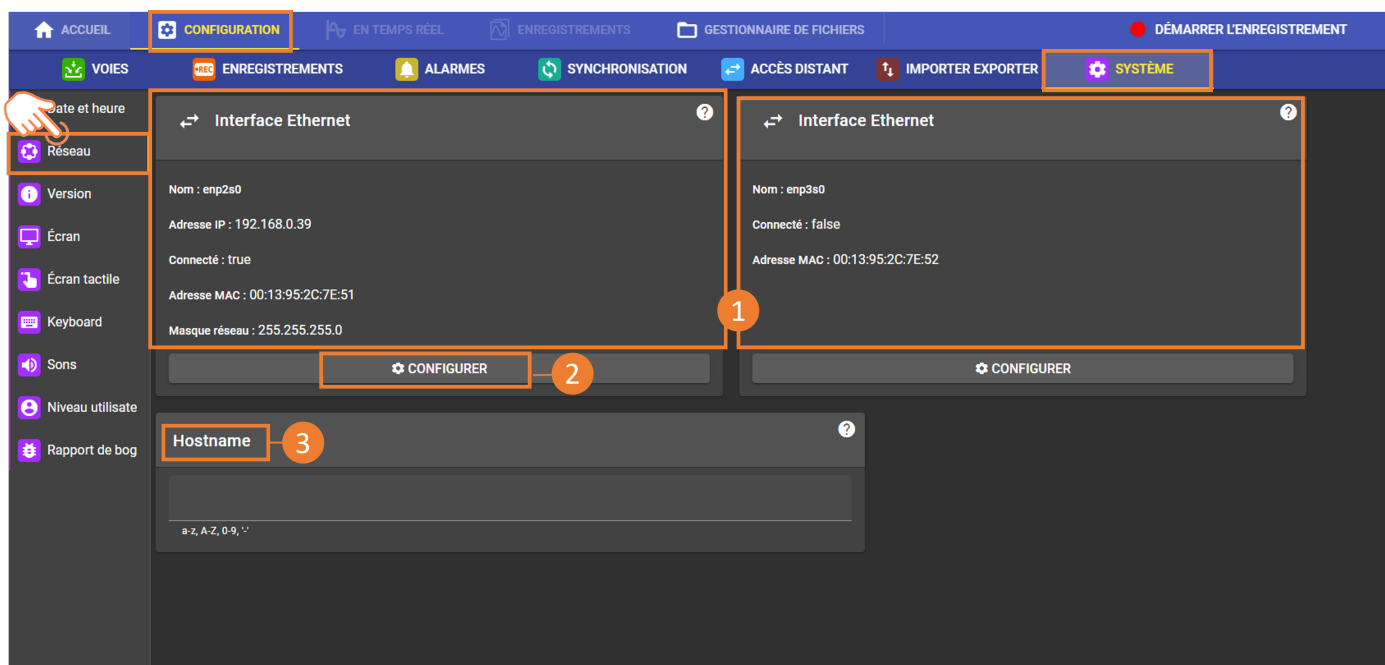 ACCUEIL CONFIGURATION EN TEMPS RÉEL ENREGISTREMENTS GESTIONNAIRE DE FICHIERS DÉMARRER L'ENREGISTREMENT
VOIES •REC ENREGISTREMENTS ALARMES SYNCHRONISATION ACCÈS DISTANT IMPORTER EXPORTER SYSTÈME
Date et heure
Réseau
Version
Écran
Écran tactile
Keyboard
Sons
Niveau utilisate
Rapport de bog
Interface Ethernet ?
Nom : enp2s0
Adresse IP : 192.168.0.39
Connecté : true
Adresse MAC : 00:13:95:2C:7E:51
Masque réseau : 255.255.255.0
CONFIGURER
2
Interface Ethernet ?
Nom : enp3s0
Connecté : false
Adresse MAC : 00:13:95:2C:7E:52
1
CONFIGURER
Hostname 3 ?
a-z, A-Z, 0-9, '-'